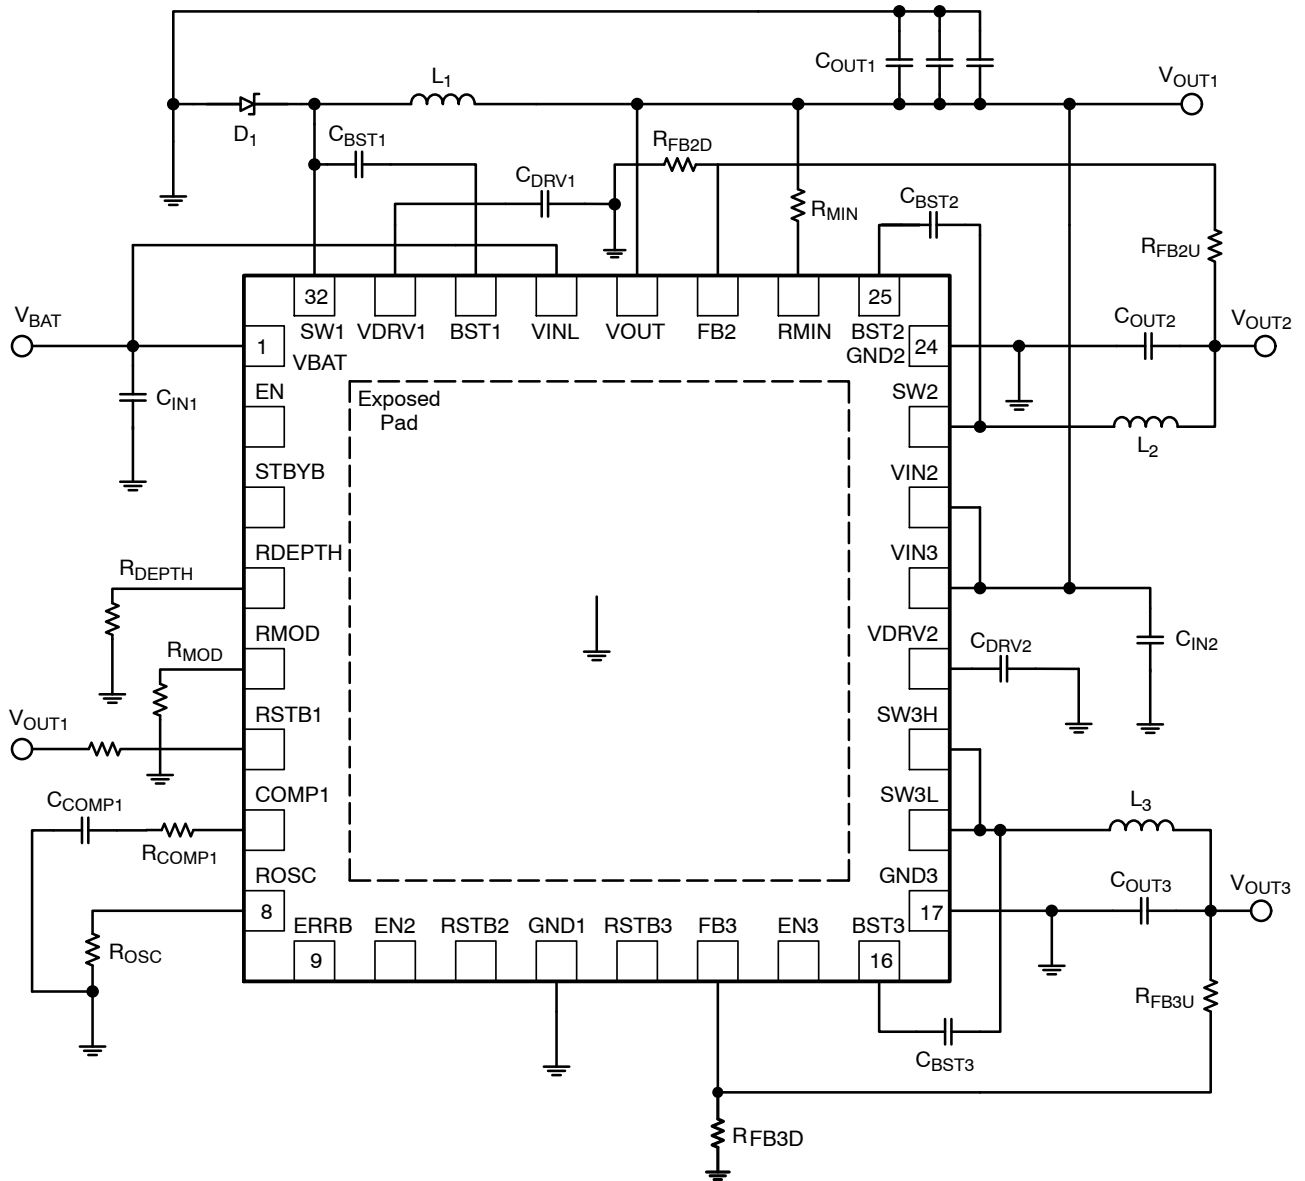 COUT1
VOUT1
L1
D1
CBST1
RFB2D
CDRV1
CBST2
RMIN
RFB2U
32
25
SW1
VDRV1
BST1
VINL
VOUT
FB2
RMIN
BST2
VBAT
1
VBAT
GND2
24
COUT2
VOUT2
CIN1
EN
Exposed
Pad
SW2
L2
STBYB
VIN2
RDEPTH
RDEPTH
VIN3
RMOD
RMOD
VDRV2
CDRV2
CIN2
VOUT1
RSTB1
SW3H
CCOMP1
RCOMP1
COMP1
SW3L
L3
ROSC
8
GND3
17
COUT3
VOUT3
ROSC
ERRB
EN2
RSTB2
GND1
RSTB3
FB3
EN3
BST3
9
16
RFB3U
CBST3
RFB3D